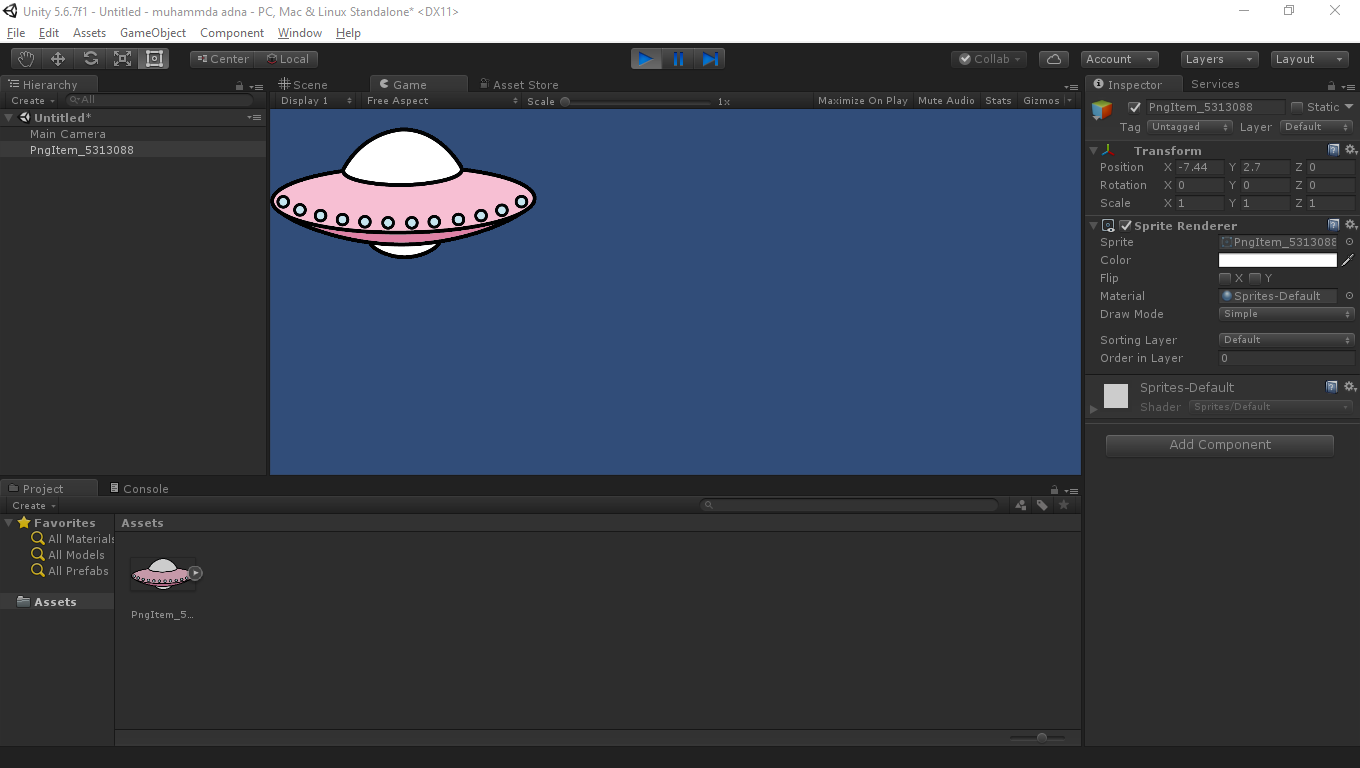 Unity 5.6.7f1 - Untitled - muhammda adna - PC, Mac & Linux Standalone* <DX11>
File Edit Assets GameObject Component Window Help
Center Local Collab Account Layers Layout
Hierarchy
Create All
Untitled*
Main Camera
PngItem_5313088
Scene Game Asset Store
Display 1 Free Aspect Scale 1x Maximize On Play Mute Audio Stats Gizmos
Inspector Services
PngItem_5313088 Static
Tag Untagged Layer Default
Transform
Position X -7.44 Y 2.7 Z 0
Rotation X 0 Y 0 Z 0
Scale X 1 Y 1 Z 1
Sprite Renderer
Sprite PngItem_5313088
Color
Flip X Y
Material Sprites-Default
Draw Mode Simple
Sorting Layer Default
Order in Layer 0
Sprites-Default
Shader Sprites/Default
Add Component
Project Console
Create
Favorites
All Materials
All Models
All Prefabs
Assets
Assets
PngItem_5...